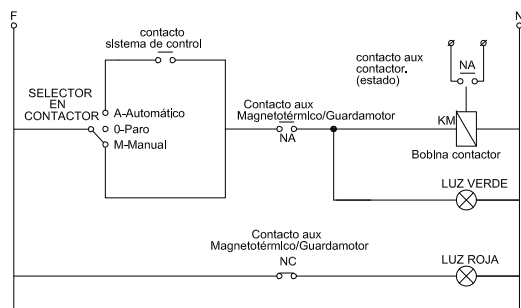 F
N
contacto
sistema de control
contacto aux
contactor.
(estado)
NA
SELECTOR
EN
CONTACTOR
A-Automático
0-Paro
M-Manual
Contacto aux
Magnetotérmico/Guardamotor
NA
KM
Bobina contactor
LUZ VERDE
Contacto aux
Magnetotérmico/Guardamotor
NC
LUZ ROJA